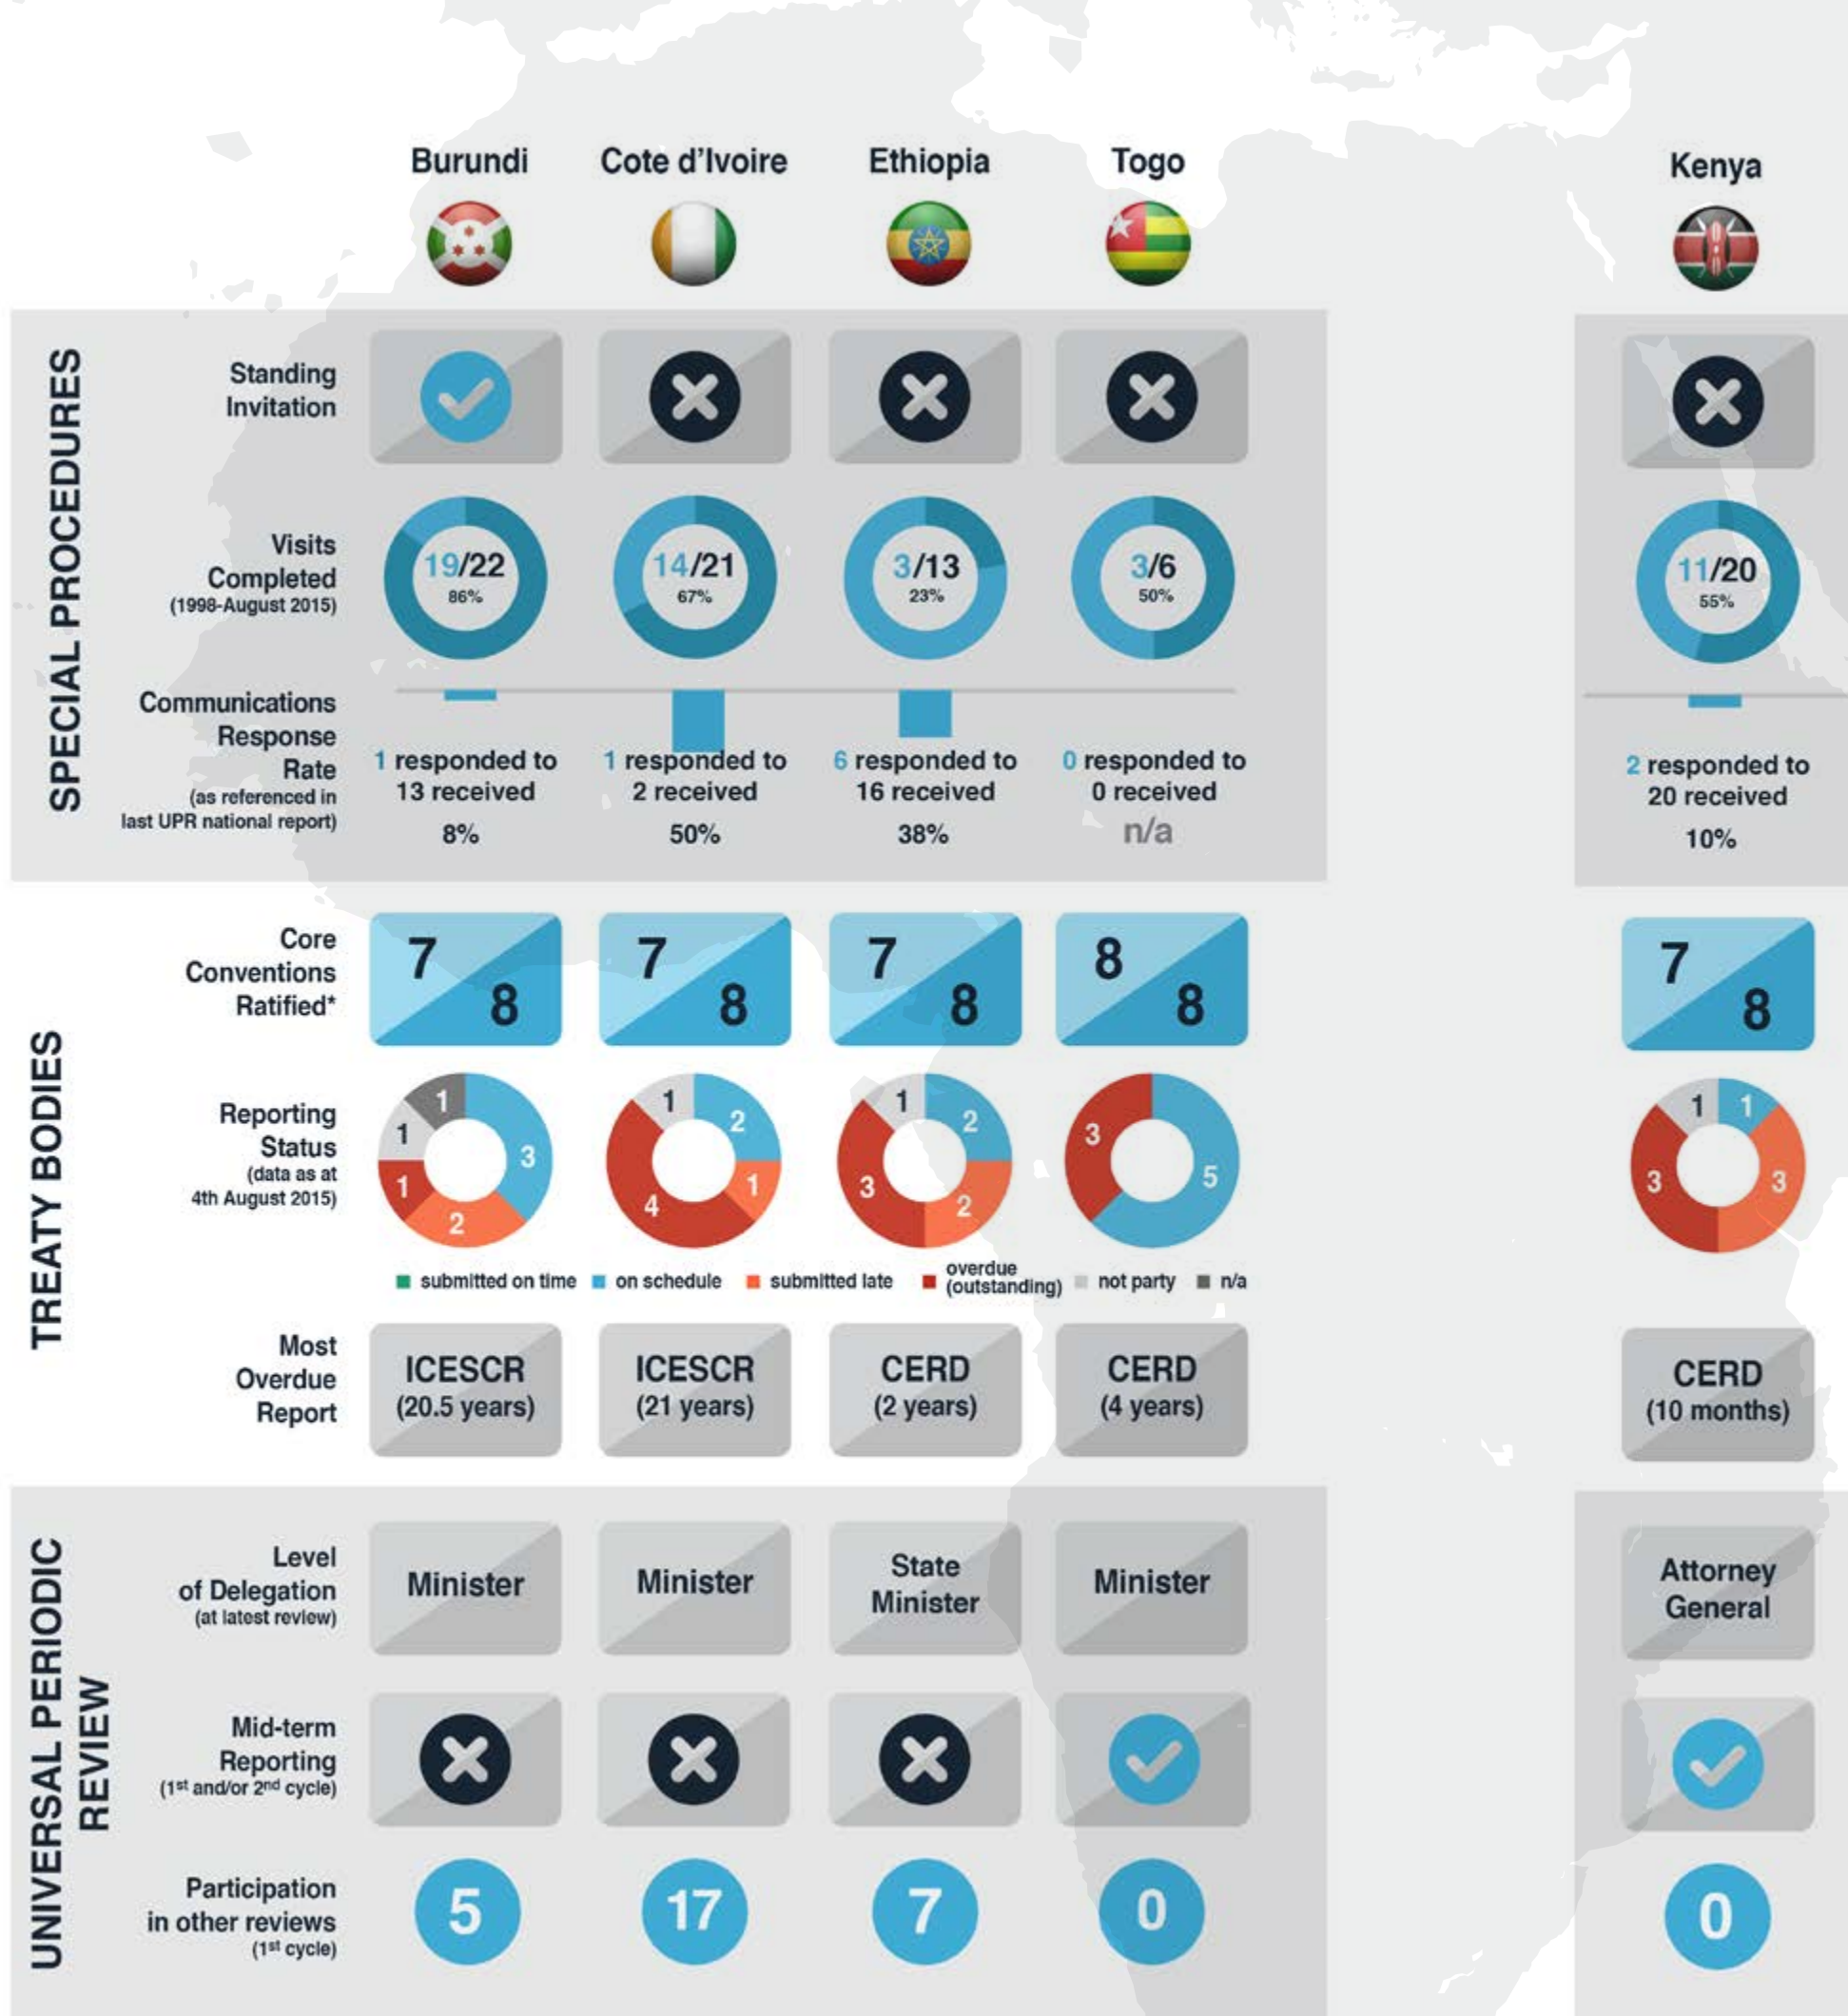 Burundi
Cote d'Ivoire
Ethiopia
Togo
Kenya
SPECIAL PROCEDURES
Standing
Invitation
Visits
Completed
(1998-August 2015)
19/22
86%
14/21
67%
3/13
23%
3/6
50%
11/20
55%
Communications
Response
Rate
(as referenced in
last UPR national report)
1 responded to
13 received
8%
1 responded to
2 received
50%
6 responded to
16 received
38%
0 responded to
0 received
n/a
2 responded to
20 received
10%
TREATY BODIES
Core
Conventions
Ratified*
7
8
7
8
7
8
8
8
7
8
Reporting
Status
(data as at
4th August 2015)
1
3
2
1
1
1
2
1
4
1
2
2
3
3
5
1
1
3
3
submitted on time
on schedule
submitted late
overdue
(outstanding)
not party
n/a
Most
Overdue
Report
ICESCR
(20.5 years)
ICESCR
(21 years)
CERD
(2 years)
CERD
(4 years)
CERD
(10 months)
UNIVERSAL PERIODIC
REVIEW
Level
of Delegation
(at latest review)
Minister
Minister
State
Minister
Minister
Attorney
General
Mid-term
Reporting
(1st and/or 2nd cycle)
Participation
in other reviews
(1st cycle)
5
17
7
0
0